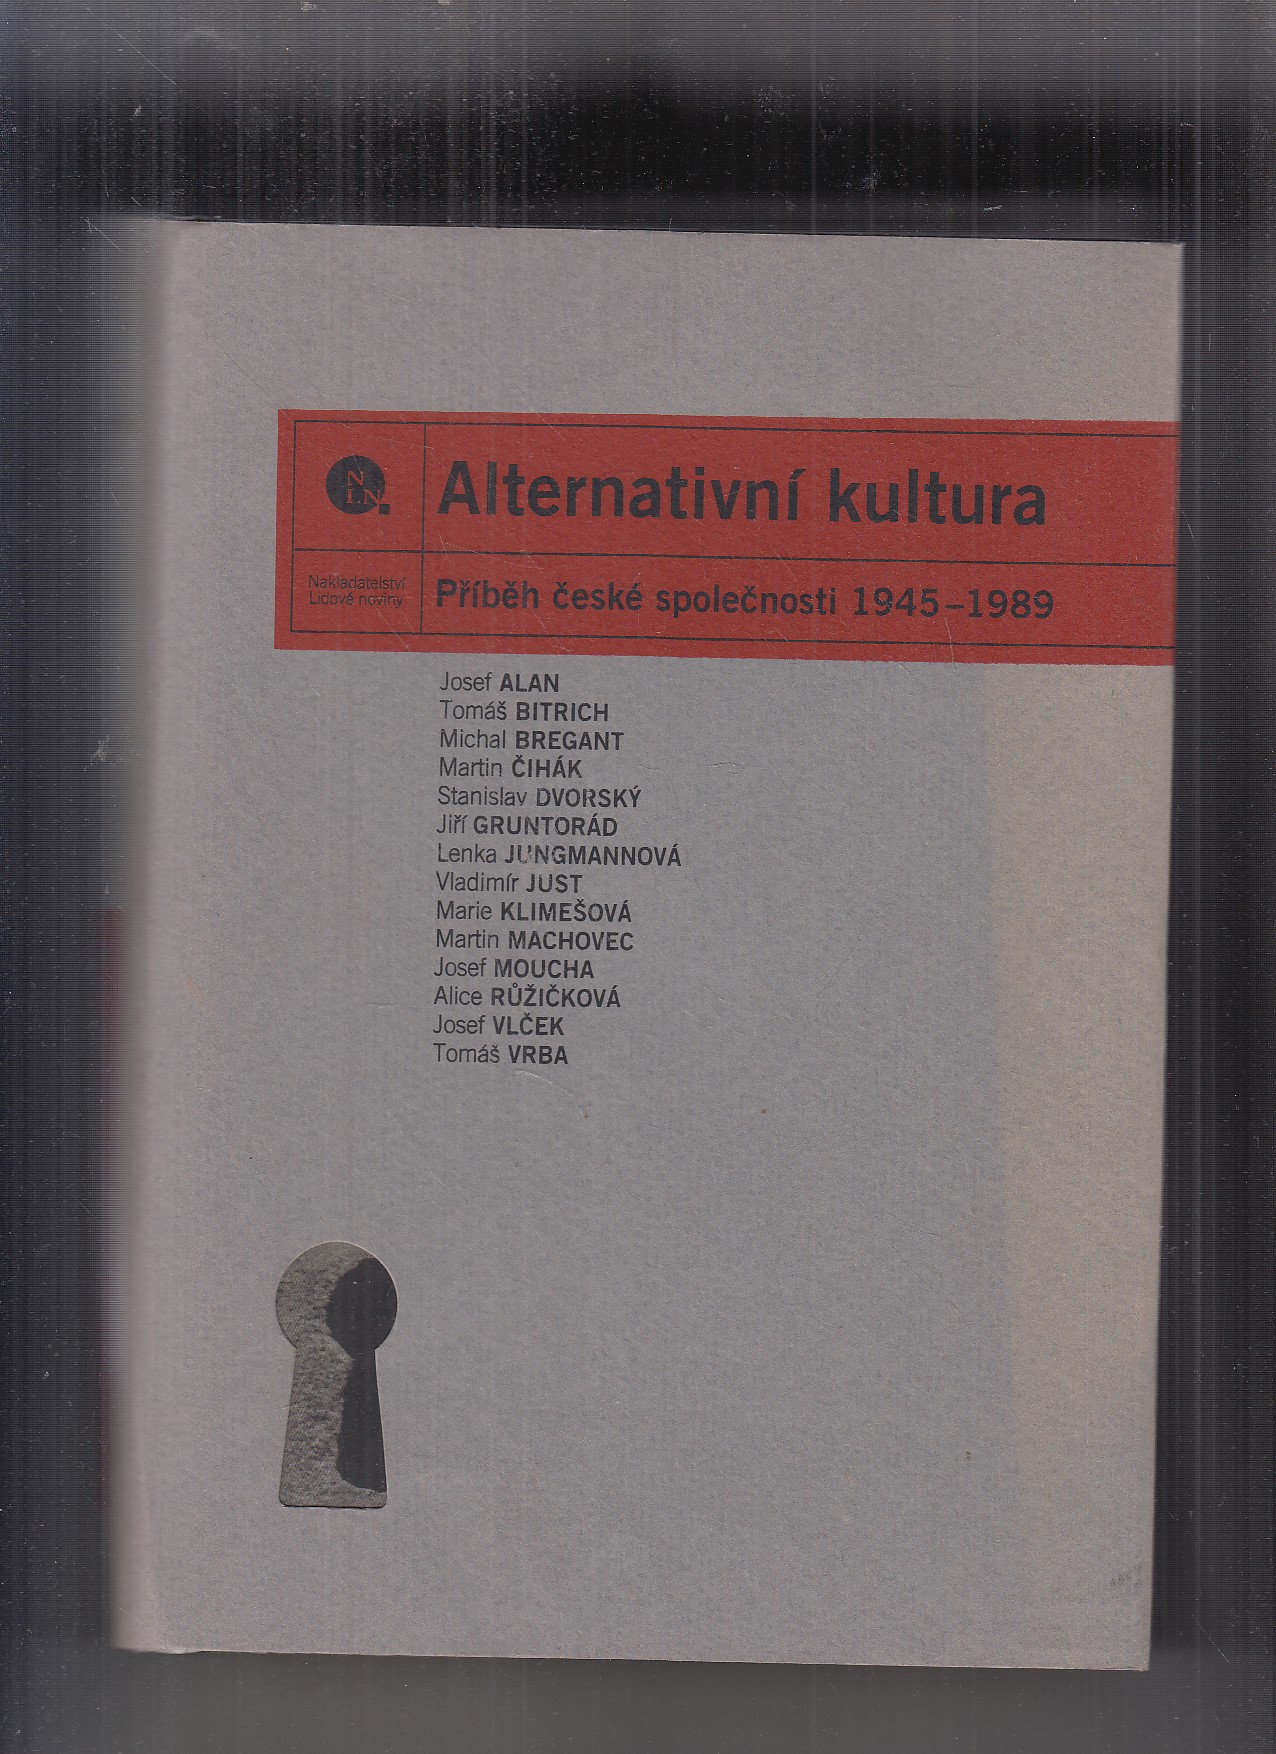 NLN.
Alternativní kultura
Nakladatelství
Lidové noviny
Příběh české společnosti 1945–1989
Josef ALAN
Tomáš BITRICH
Michal BREGANT
Martin ČIHÁK
Stanislav DVORSKÝ
Jiří GRUNTORÁD
Lenka JUNGMANNOVÁ
Vladimír JUST
Marie KLIMEŠOVÁ
Martin MACHOVEC
Josef MOUCHA
Alice RŮŽIČKOVÁ
Josef VLČEK
Tomáš VRBA